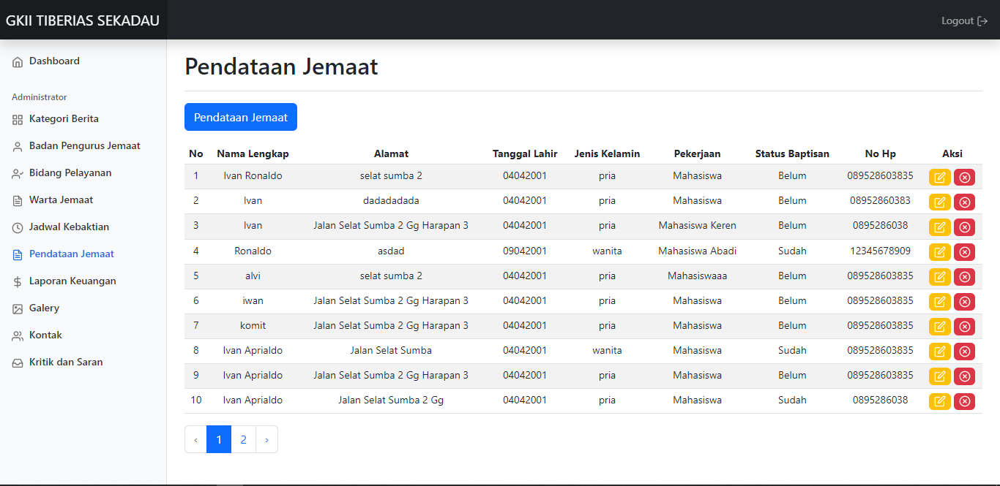 GKII TIBERIAS SEKADAU
Logout
Dashboard
Administrator
Kategori Berita
Badan Pengurus Jemaat
Bidang Pelayanan
Warta Jemaat
Jadwal Kebaktian
Pendataan Jemaat
Laporan Keuangan
Galery
Kontak
Kritik dan Saran
Pendataan Jemaat
Pendataan Jemaat
No Nama Lengkap Alamat Tanggal Lahir Jenis Kelamin Pekerjaan Status Baptisan No Hp Aksi
1 Ivan Ronaldo selat sumba 2 04042001 pria Mahasiswa Belum 089528603835
2 Ivan dadadadada 04042001 pria Mahasiswa Belum 08952860383
3 Ivan Jalan Selat Sumba 2 Gg Harapan 3 04042001 pria Mahasiswa Keren Belum 0895286038
4 Ronaldo asdad 09042001 wanita Mahasiswa Abadi Sudah 12345678909
5 alvi selat sumba 2 04042001 pria Mahasiswaaa Belum 089528603835
6 iwan Jalan Selat Sumba 2 Gg Harapan 3 04042001 pria Mahasiswa Belum 089528603835
7 komit Jalan Selat Sumba 2 Gg Harapan 3 04042001 pria Mahasiswa Belum 089528603835
8 Ivan Aprialdo Jalan Selat Sumba 04042001 wanita Mahasiswa Sudah 089528603835
9 Ivan Aprialdo Jalan Selat Sumba 2 Gg Harapan 3 04042001 pria Mahasiswa Belum 089528603835
10 Ivan Aprialdo Jalan Selat Sumba 2 Gg 04042001 pria Mahasiswa Sudah 0895286038
‹ 1 2 ›